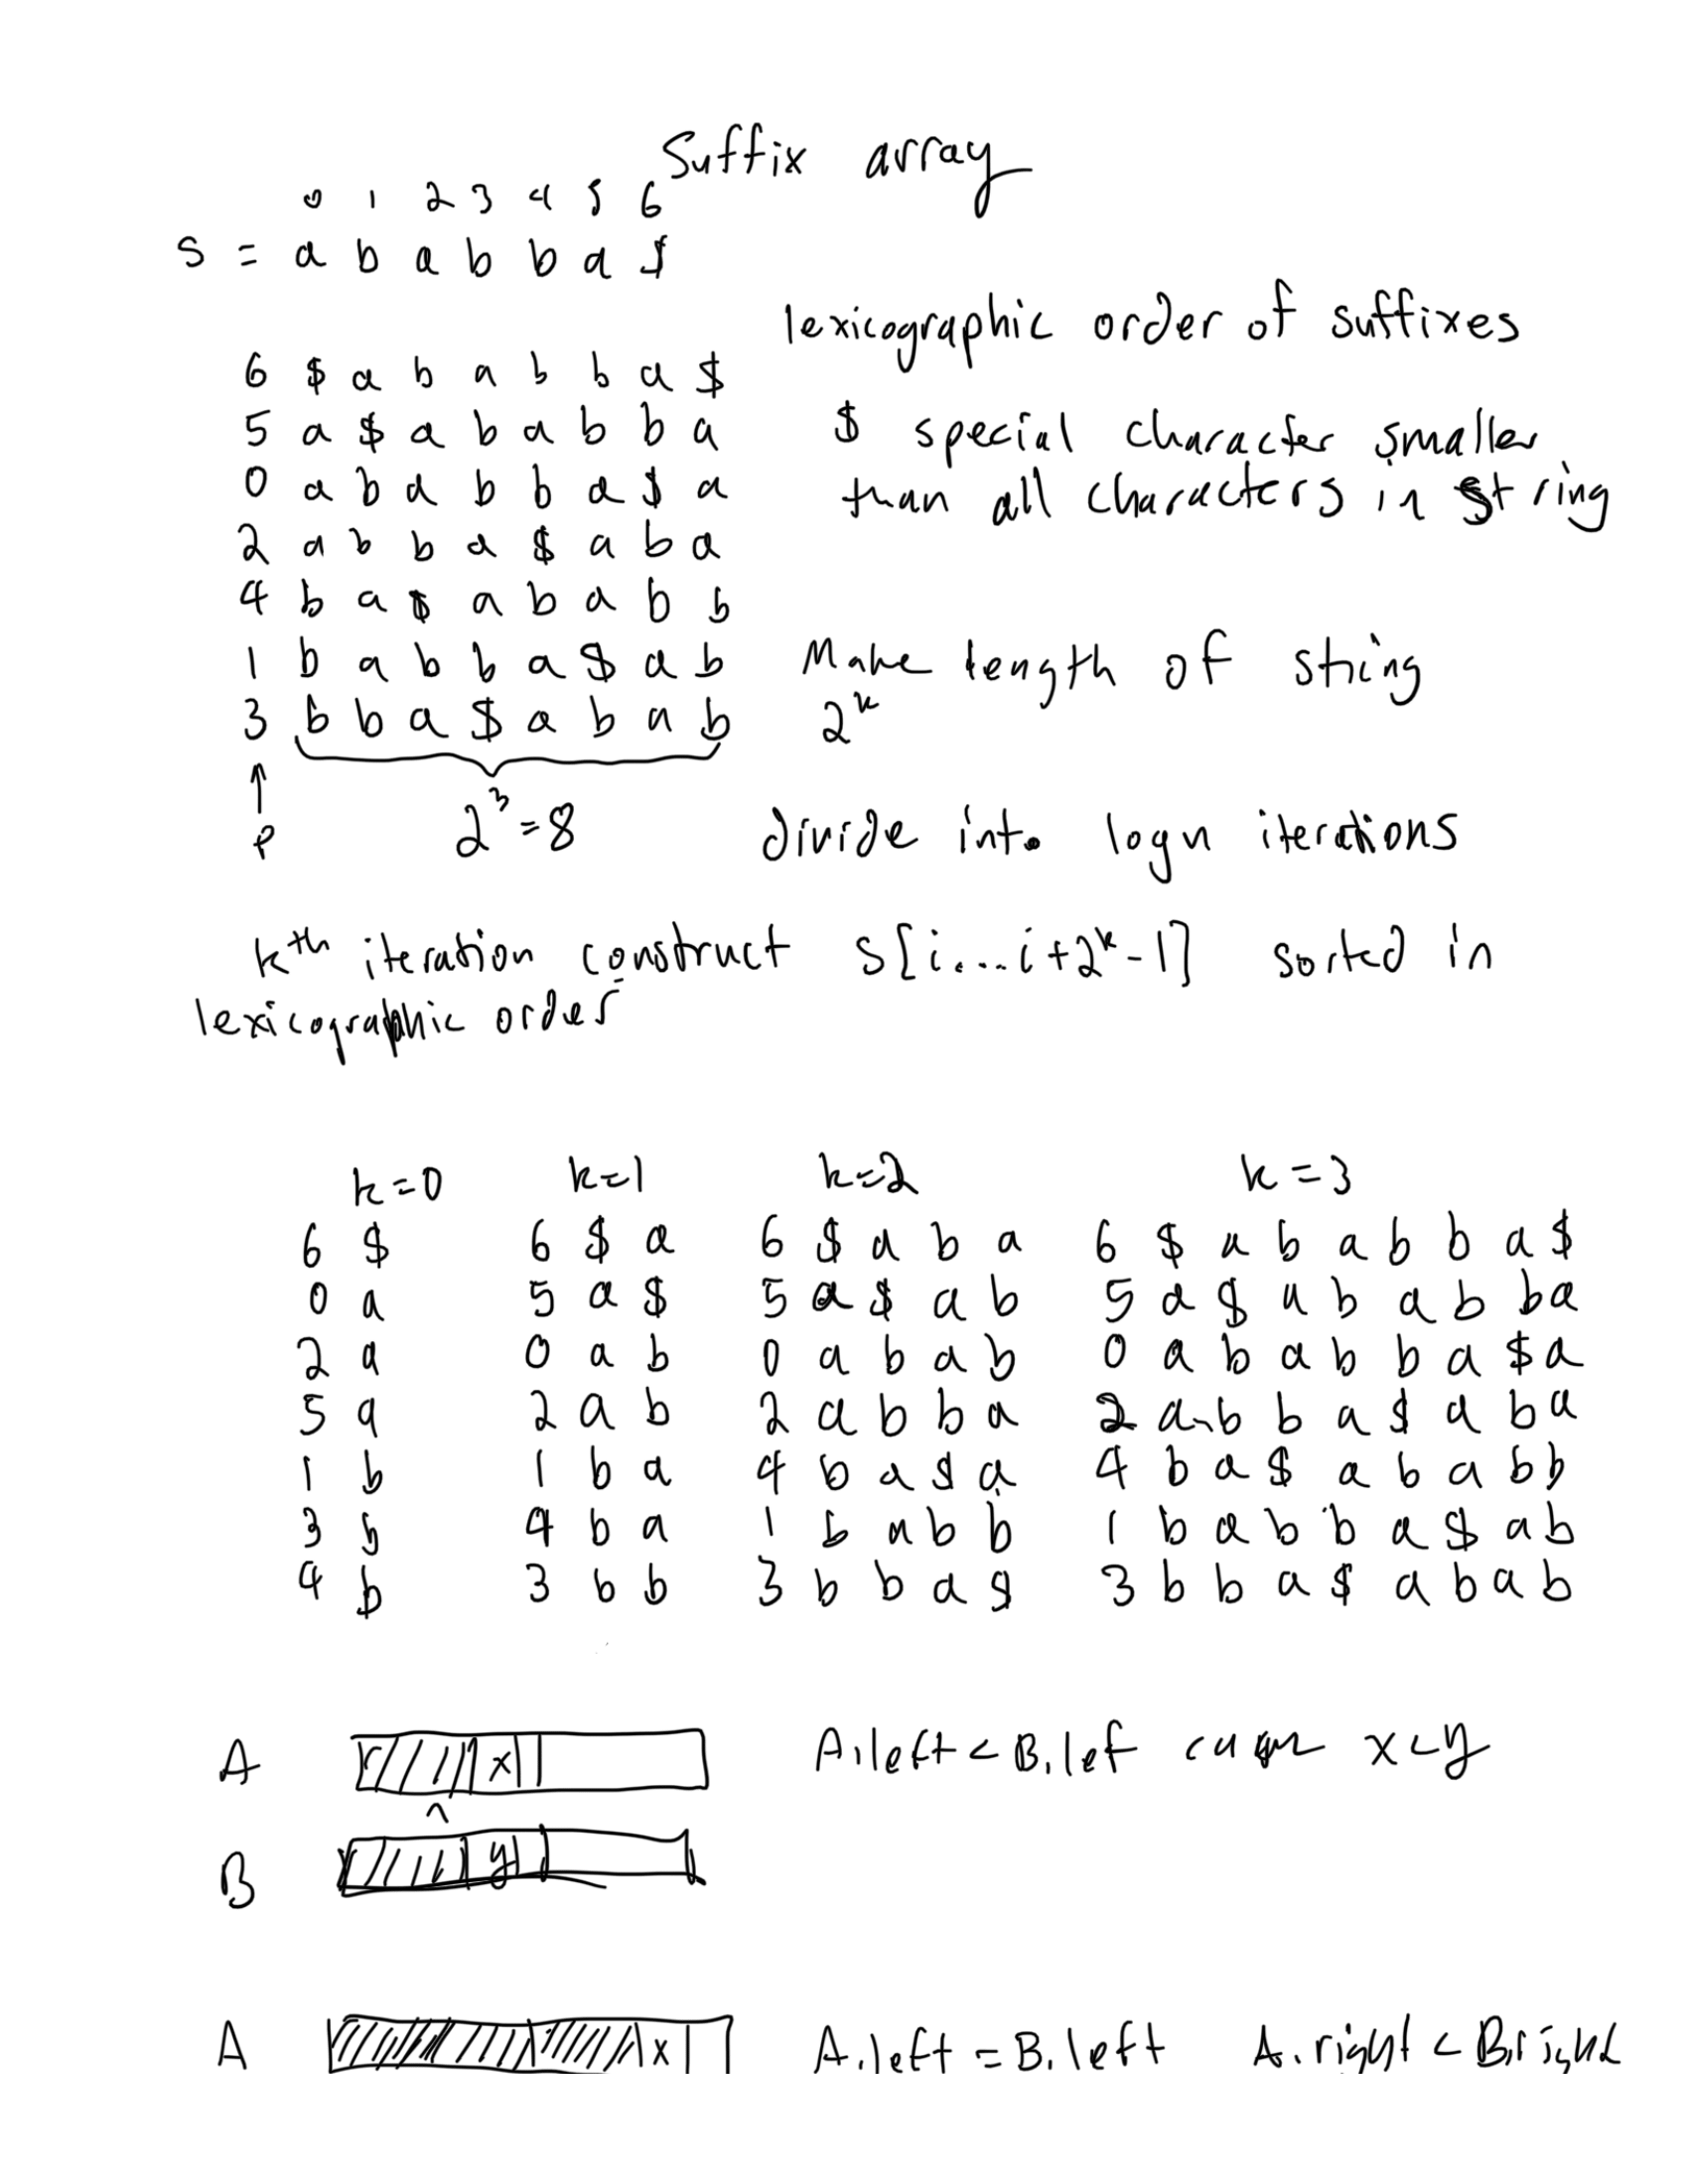 Suffix array
0 1 2 3 4 5 6
S = a b a b b a $
lexicographic order of suffixes
6 $ a b a b b a $
5 a $ a b a b b a
$ special character smaller
0 a b a b b a $ a
than all characters in string
2 a b b a $ a b a
4 b a $ a b a b b
1 b a b b a $ a b
Make length of string
3 b b a $ a b a b
2^k
↑
p
2^3=8
divide into logn iterations
k^th iteration construct S[i...i+2^k-1] sorted in
lexicographic order
k=0 k=1 k=2 k=3
6 $ 6 $ a 6 $ a b a 6 $ a b a b b a $
0 a 5 a $ 5 a $ a b 5 a $ a b a b b a
2 a 0 a b 0 a b a b 0 a b a b b a $ a
5 a 2 a b 2 a b b a 2 a b b a $ a b a
1 b 1 b a 4 b a $ a 4 b a $ a b a b b
3 b 4 b a 1 b a b b 1 b a b b a $ a b
4 b 3 b b 3 b b a $ 3 b b a $ a b a b
A x A.left < B.lef x<y
^
B y
A x A.left = B.left A.right < B.right